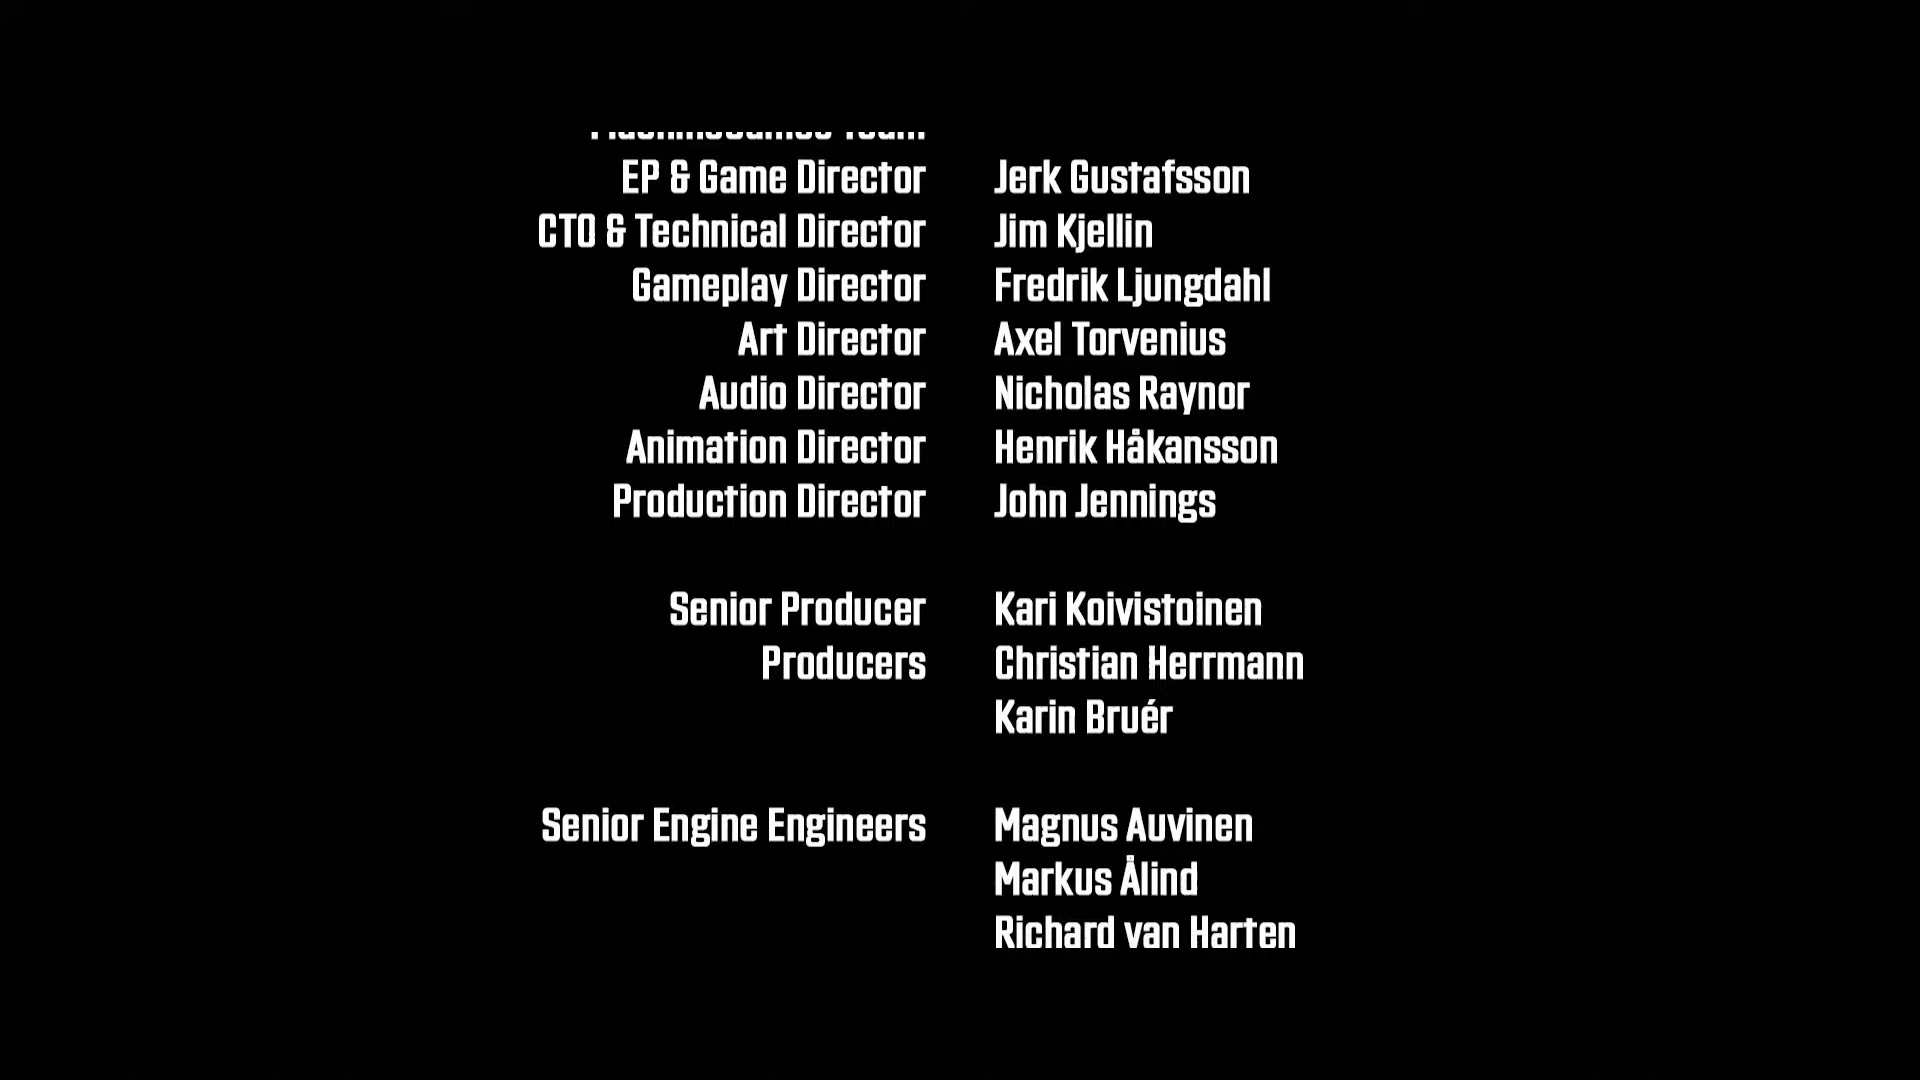 MachineGames Team
EP & Game Director Jerk Gustafsson
CTO & Technical Director Jim Kjellin
Gameplay Director Fredrik Ljungdahl
Art Director Axel Torvenius
Audio Director Nicholas Raynor
Animation Director Henrik Håkansson
Production Director John Jennings
Senior Producer Kari Koivistoinen
Producers Christian Herrmann
Karin Bruér
Senior Engine Engineers Magnus Auvinen
Markus Ålind
Richard van Harten